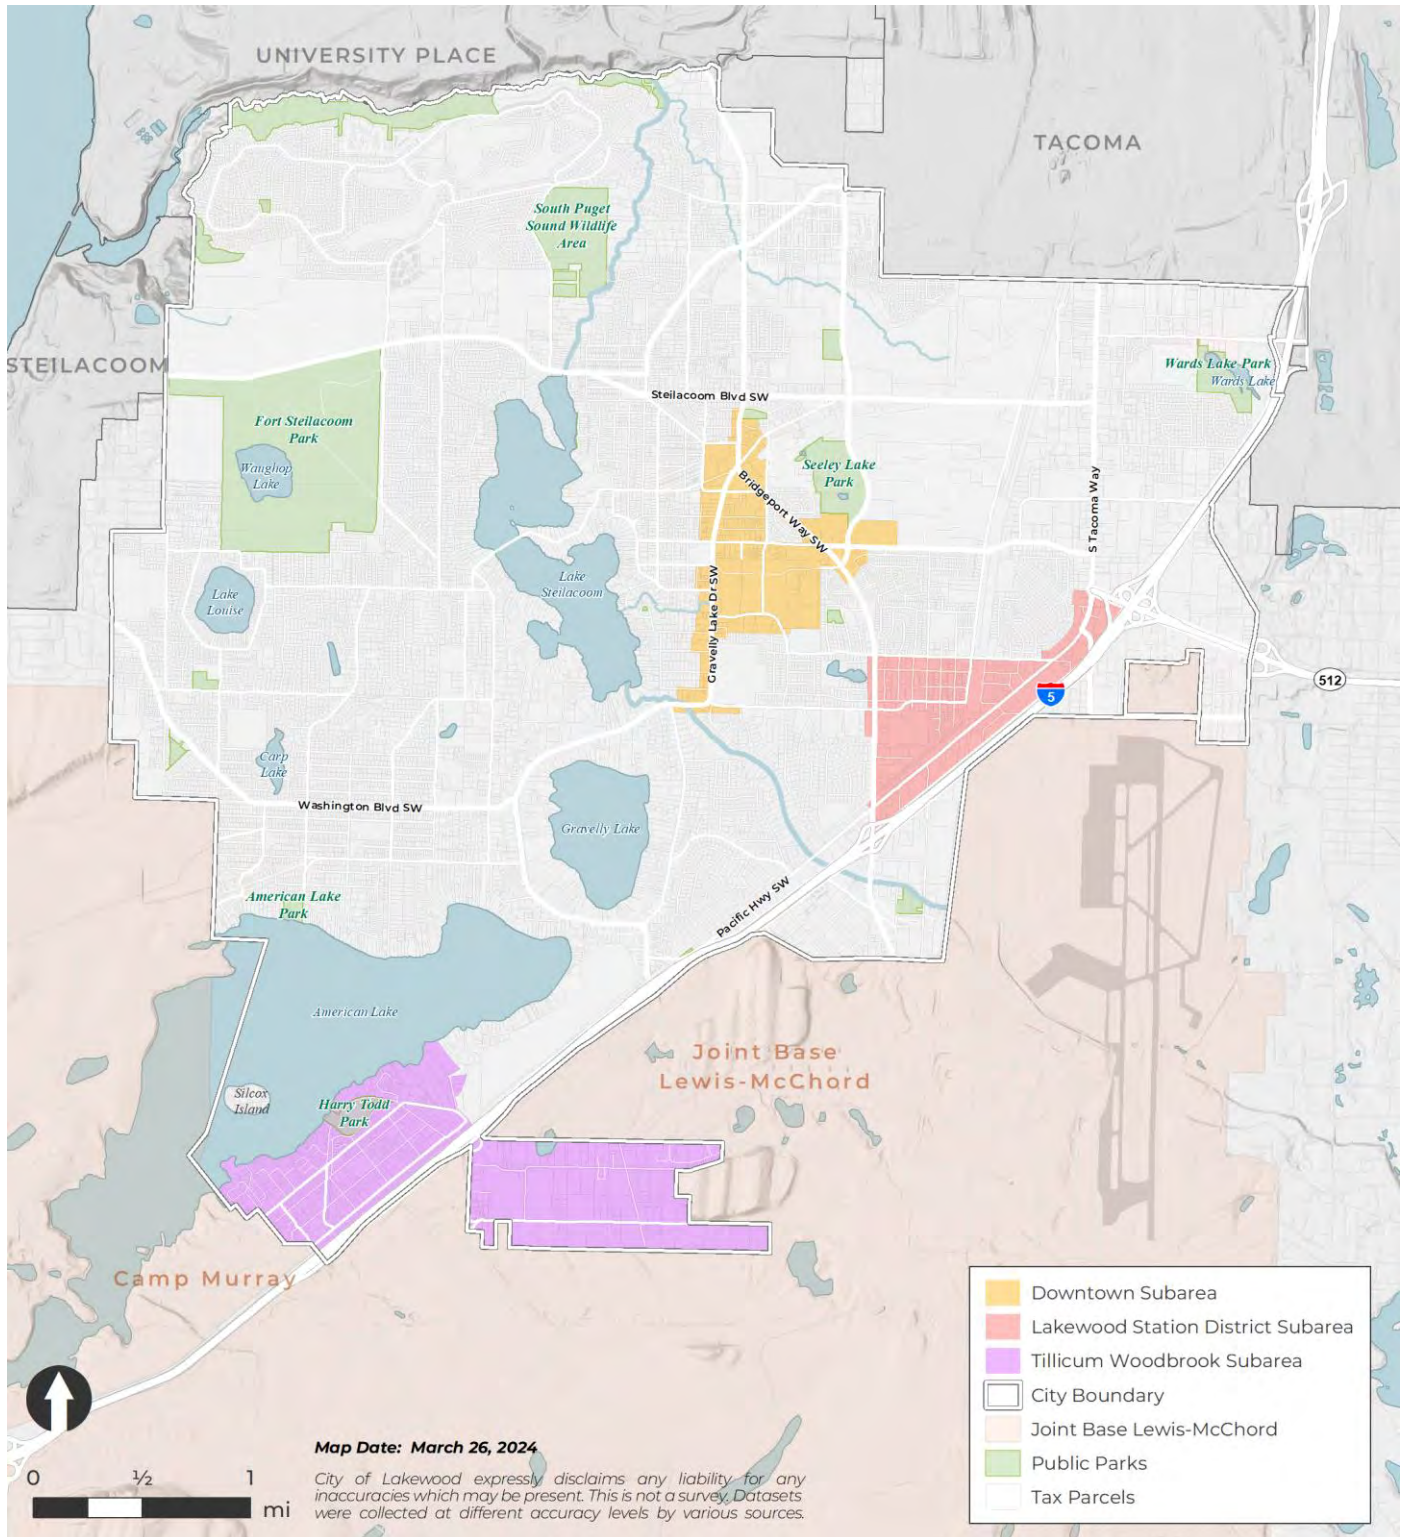 UNIVERSITY PLACE
TACOMA
South Puget
Sound Wildlife
Area
STEILACOOM
Wards Lake Park
Wards Lake
Steilacoom Blvd SW
Fort Steilacoom
Park
Waughop
Lake
Seeley Lake
Park
Bridgeport Way SW
S Tacoma Way
Lake
Steilacoom
Lake
Louise
Gravelly Lake Dr SW
512
5
Carp
Lake
Washington Blvd SW
Gravelly Lake
American Lake
Park
Pacific Hwy SW
American Lake
Joint Base
Lewis-McChord
Silcox
Island
Harry Todd
Park
Camp Murray
Downtown Subarea
Lakewood Station District Subarea
Tillicum Woodbrook Subarea
City Boundary
Joint Base Lewis-McChord
Public Parks
Tax Parcels
Map Date: March 26, 2024
City of Lakewood expressly disclaims any liability for any
inaccuracies which may be present. This is not a survey. Datasets
were collected at different accuracy levels by various sources.
0 ½ 1
mi